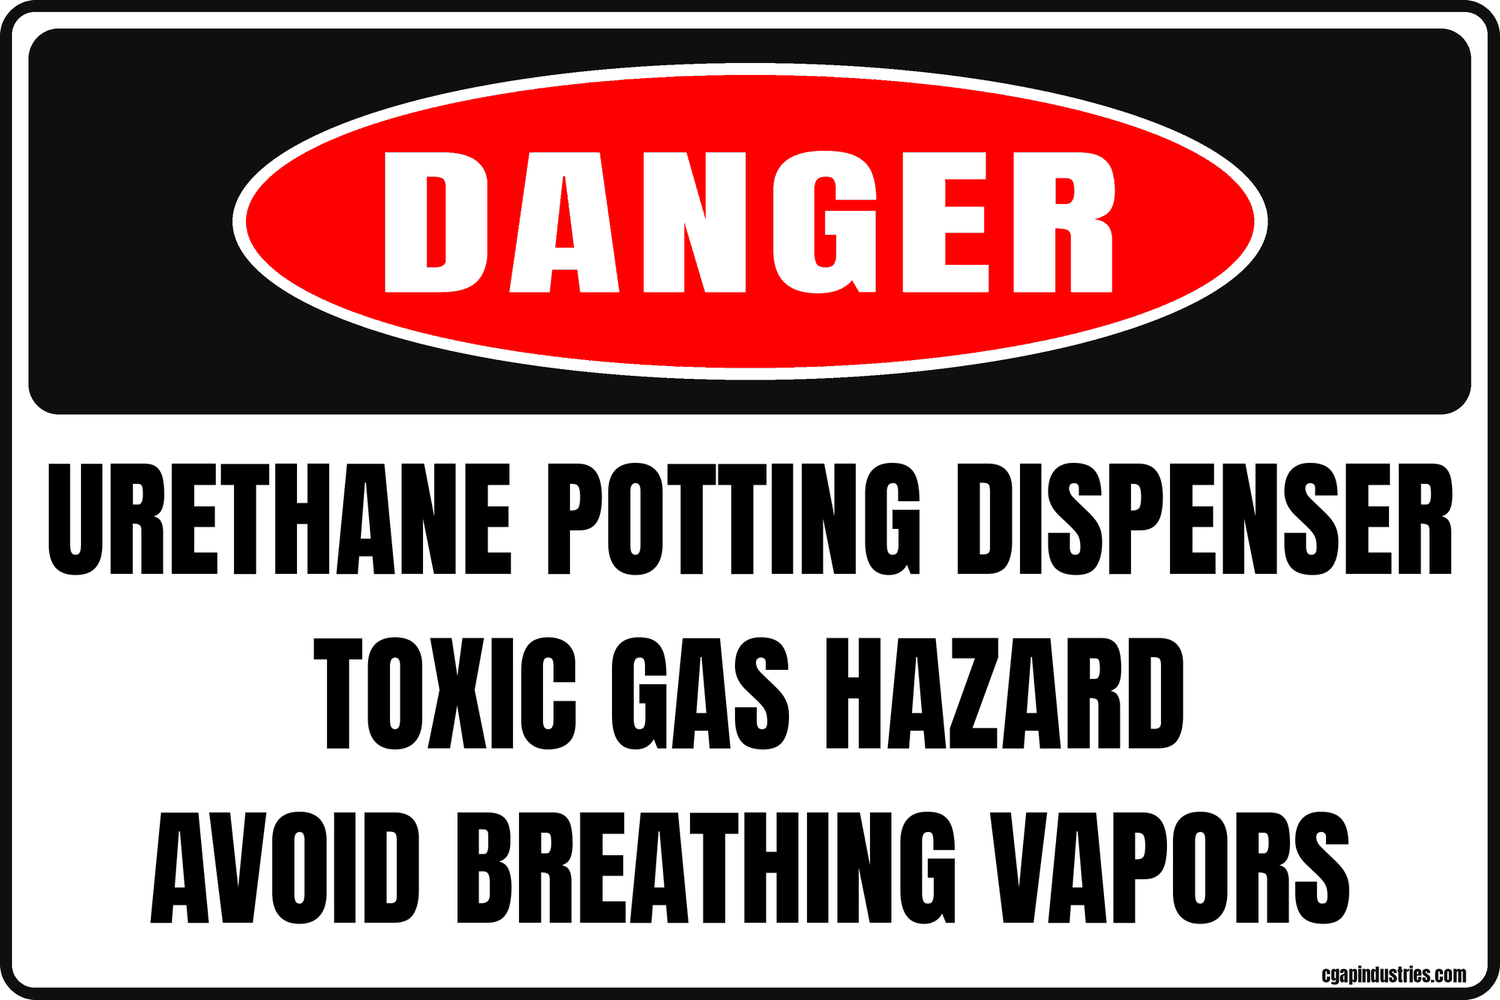 DANGER
URETHANE POTTING DISPENSER
TOXIC GAS HAZARD
AVOID BREATHING VAPORS
cgapindustries.com